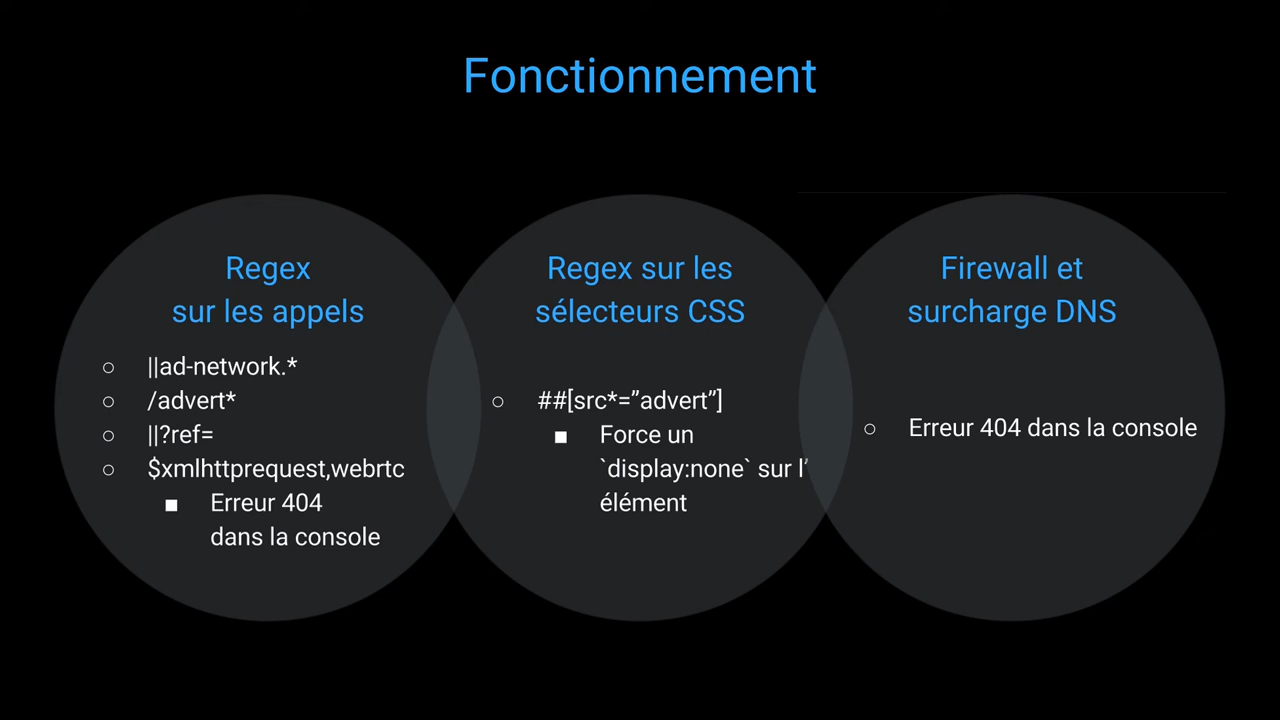 Fonctionnement
Regex
sur les appels
○ ||ad-network.*
○ /advert*
○ ||?ref=
○ $xmlhttprequest,webrtc
■ Erreur 404
dans la console
Regex sur les
sélecteurs CSS
○ ##[src*=”advert”]
■ Force un
`display:none` sur l’
élément
Firewall et
surcharge DNS
○ Erreur 404 dans la console